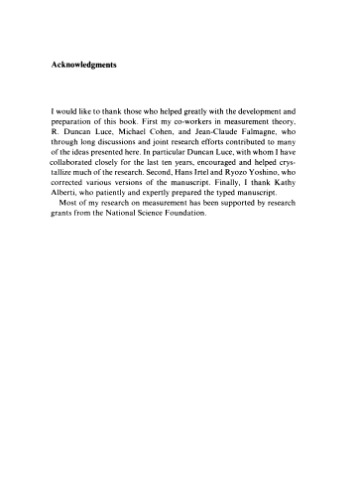 Acknowledgments
I would like to thank those who helped greatly with the development and
preparation of this book. First my co-workers in measurement theory,
R. Duncan Luce, Michael Cohen, and Jean-Claude Falmagne, who
through long discussions and joint research efforts contributed to many
of the ideas presented here. In particular Duncan Luce, with whom I have
collaborated closely for the last ten years, encouraged and helped crys-
tallize much of the research. Second, Hans Irtel and Ryozo Yoshino, who
corrected various versions of the manuscript. Finally, I thank Kathy
Alberti, who patiently and expertly prepared the typed manuscript.
Most of my research on measurement has been supported by research
grants from the National Science Foundation.